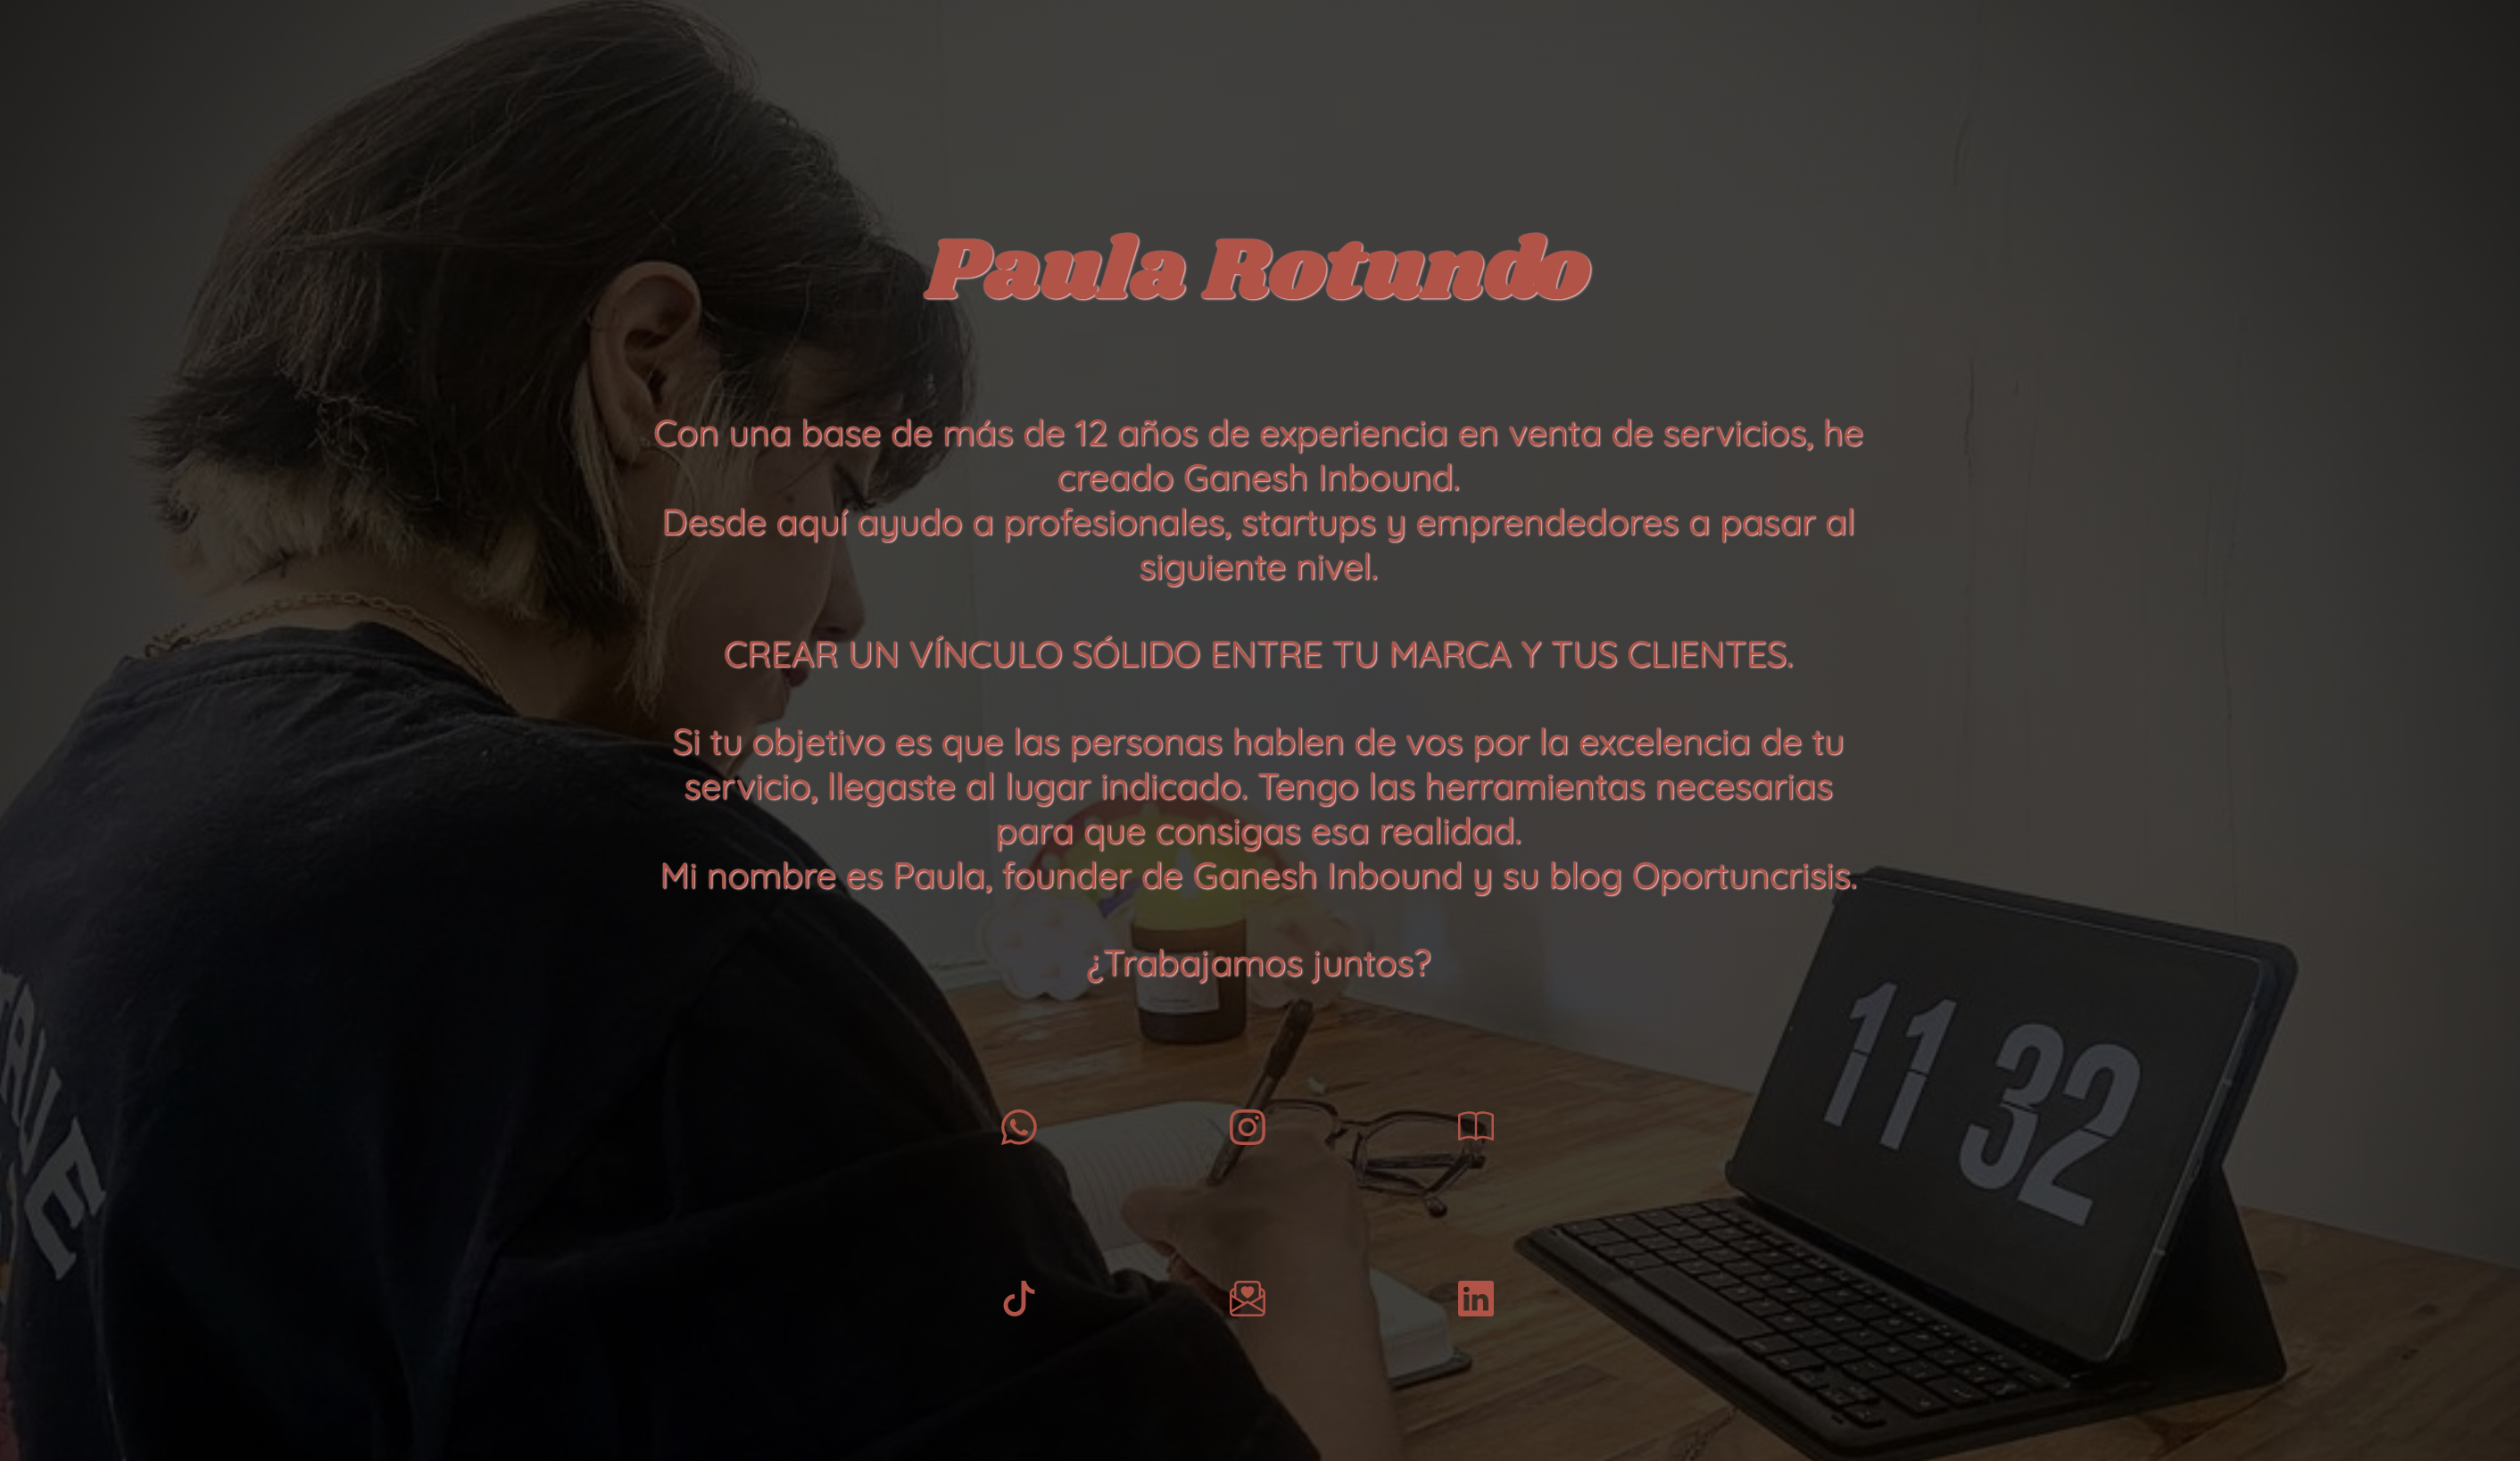 Paula Rotundo
Con una base de más de 12 años de experiencia en venta de servicios, he
creado Ganesh Inbound.
Desde aquí ayudo a profesionales, startups y emprendedores a pasar al
siguiente nivel.
CREAR UN VÍNCULO SÓLIDO ENTRE TU MARCA Y TUS CLIENTES.
Si tu objetivo es que las personas hablen de vos por la excelencia de tu
servicio, llegaste al lugar indicado. Tengo las herramientas necesarias
para que consigas esa realidad.
Mi nombre es Paula, founder de Ganesh Inbound y su blog Oportuncrisis.
¿Trabajamos juntos?
11 32
in